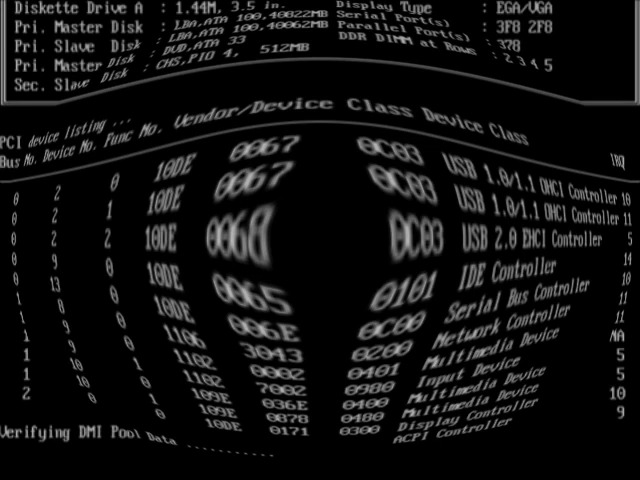 Diskette Drive A : 1.44M, 3.5 in. Display Type : EGA/VGA
Pri. Master Disk : LBA,ATA 100,40822MB Serial Port(s) : 3F8 2F8
Pri. Slave Disk : LBA,ATA 100,40062MB Parallel Port(s) : 378
Pri. Master Disk : DVD,ATA 33 DDR DIMM at Rows : 2 3 4 5
Sec. Slave Disk : CHS,PIO 4, 512MB
PCI device listing ...
Bus No. Device No. Func No. Vendor/Device Class Device Class IRQ
0 2 0 10DE 0067 0C03 USB 1.0/1.1 OHCI Controller 10
0 2 1 10DE 0067 0C03 USB 1.0/1.1 OHCI Controller 11
0 2 2 10DE 0068 0C03 USB 2.0 EHCI Controller 5
0 9 0 10DE 0065 0101 IDE Controller 14
0 13 0 10DE 006E 0C00 Serial Bus Controller 10
1 8 0 1106 3043 0200 Network Controller 11
1 9 0 1102 0002 0401 Multimedia Device 11
1 9 1 1102 7002 0980 Input Device NA
1 10 0 109E 036E 0400 Multimedia Device 5
1 10 1 109E 0878 0480 Multimedia Device 5
2 0 0 10DE 0171 0300 Display Controller 10
ACPI Controller 9
Verifying DMI Pool Data ...........